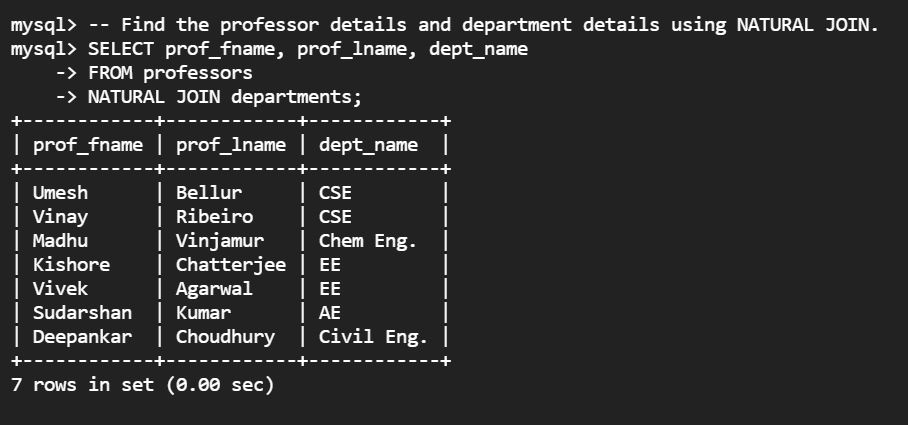 mysql> -- Find the professor details and department details using NATURAL JOIN.
mysql> SELECT prof_fname, prof_lname, dept_name
    -> FROM professors
    -> NATURAL JOIN departments;
+------------+------------+------------+
| prof_fname | prof_lname | dept_name  |
+------------+------------+------------+
| Umesh      | Bellur     | CSE        |
| Vinay      | Ribeiro    | CSE        |
| Madhu      | Vinjamur   | Chem Eng.  |
| Kishore    | Chatterjee | EE         |
| Vivek      | Agarwal    | EE         |
| Sudarshan  | Kumar      | AE         |
| Deepankar  | Choudhury  | Civil Eng. |
+------------+------------+------------+
7 rows in set (0.00 sec)